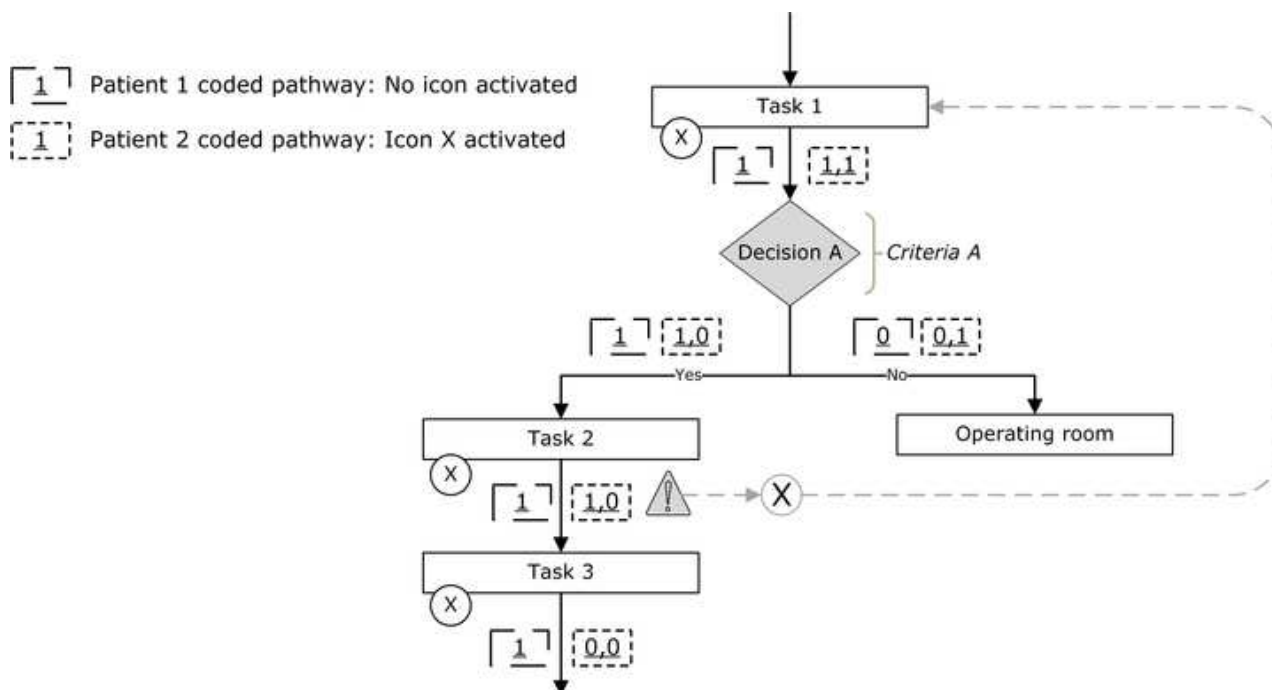 1 Patient 1 coded pathway: No icon activated
1 Patient 2 coded pathway: Icon X activated
Task 1
X
1 1,1
Decision A
Criteria A
1 1,0
0 0,1
Yes
No
Task 2
Operating room
X
1 1,0
! X
Task 3
X
1 0,0